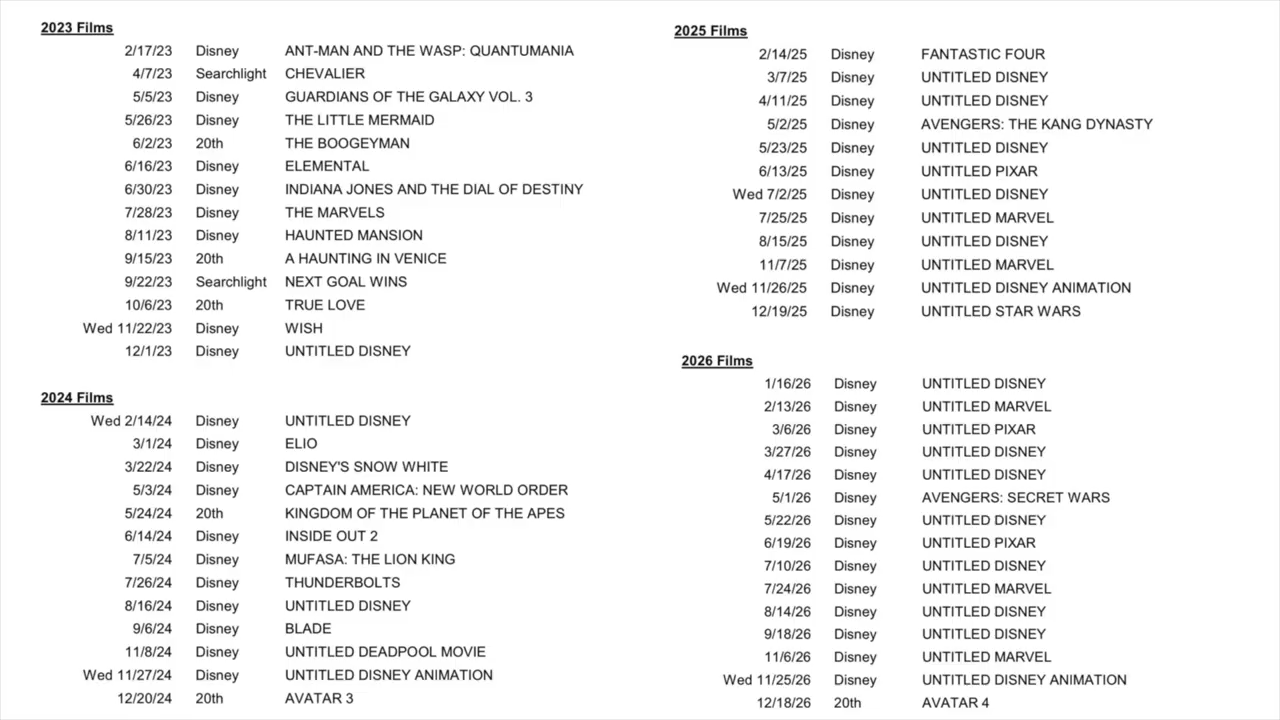 2023 Films
2/17/23 Disney ANT-MAN AND THE WASP: QUANTUMANIA
4/7/23 Searchlight CHEVALIER
5/5/23 Disney GUARDIANS OF THE GALAXY VOL. 3
5/26/23 Disney THE LITTLE MERMAID
6/2/23 20th THE BOOGEYMAN
6/16/23 Disney ELEMENTAL
6/30/23 Disney INDIANA JONES AND THE DIAL OF DESTINY
7/28/23 Disney THE MARVELS
8/11/23 Disney HAUNTED MANSION
9/15/23 20th A HAUNTING IN VENICE
9/22/23 Searchlight NEXT GOAL WINS
10/6/23 20th TRUE LOVE
Wed 11/22/23 Disney WISH
12/1/23 Disney UNTITLED DISNEY
2024 Films
Wed 2/14/24 Disney UNTITLED DISNEY
3/1/24 Disney ELIO
3/22/24 Disney DISNEY'S SNOW WHITE
5/3/24 Disney CAPTAIN AMERICA: NEW WORLD ORDER
5/24/24 20th KINGDOM OF THE PLANET OF THE APES
6/14/24 Disney INSIDE OUT 2
7/5/24 Disney MUFASA: THE LION KING
7/26/24 Disney THUNDERBOLTS
8/16/24 Disney UNTITLED DISNEY
9/6/24 Disney BLADE
11/8/24 Disney UNTITLED DEADPOOL MOVIE
Wed 11/27/24 Disney UNTITLED DISNEY ANIMATION
12/20/24 20th AVATAR 3
2025 Films
2/14/25 Disney FANTASTIC FOUR
3/7/25 Disney UNTITLED DISNEY
4/11/25 Disney UNTITLED DISNEY
5/2/25 Disney AVENGERS: THE KANG DYNASTY
5/23/25 Disney UNTITLED DISNEY
6/13/25 Disney UNTITLED PIXAR
Wed 7/2/25 Disney UNTITLED DISNEY
7/25/25 Disney UNTITLED MARVEL
8/15/25 Disney UNTITLED DISNEY
11/7/25 Disney UNTITLED MARVEL
Wed 11/26/25 Disney UNTITLED DISNEY ANIMATION
12/19/25 Disney UNTITLED STAR WARS
2026 Films
1/16/26 Disney UNTITLED DISNEY
2/13/26 Disney UNTITLED MARVEL
3/6/26 Disney UNTITLED PIXAR
3/27/26 Disney UNTITLED DISNEY
4/17/26 Disney UNTITLED DISNEY
5/1/26 Disney AVENGERS: SECRET WARS
5/22/26 Disney UNTITLED DISNEY
6/19/26 Disney UNTITLED PIXAR
7/10/26 Disney UNTITLED DISNEY
7/24/26 Disney UNTITLED MARVEL
8/14/26 Disney UNTITLED DISNEY
9/18/26 Disney UNTITLED DISNEY
11/6/26 Disney UNTITLED MARVEL
Wed 11/25/26 Disney UNTITLED DISNEY ANIMATION
12/18/26 20th AVATAR 4